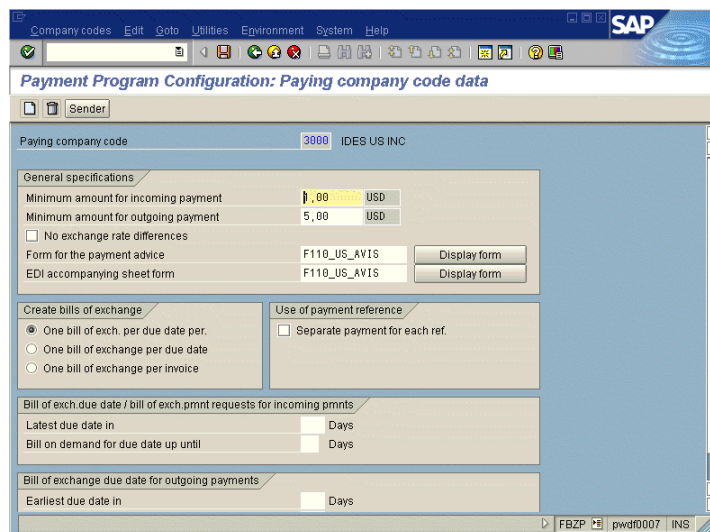 Company codes Edit Goto Utilities Environment System Help
SAP
Payment Program Configuration: Paying company code data
Sender
Paying company code 3000 IDES US INC
General specifications
Minimum amount for incoming payment 1,00 USD
Minimum amount for outgoing payment 5,00 USD
No exchange rate differences
Form for the payment advice F110_US_AVIS Display form
EDI accompanying sheet form F110_US_AVIS Display form
Create bills of exchange Use of payment reference
One bill of exch. per due date per. Separate payment for each ref.
One bill of exchange per due date
One bill of exchange per invoice
Bill of exch.due date / bill of exch.pmnt requests for incoming pmnts
Latest due date in Days
Bill on demand for due date up until Days
Bill of exchange due date for outgoing payments
Earliest due date in Days
FBZP pwdf0007 INS